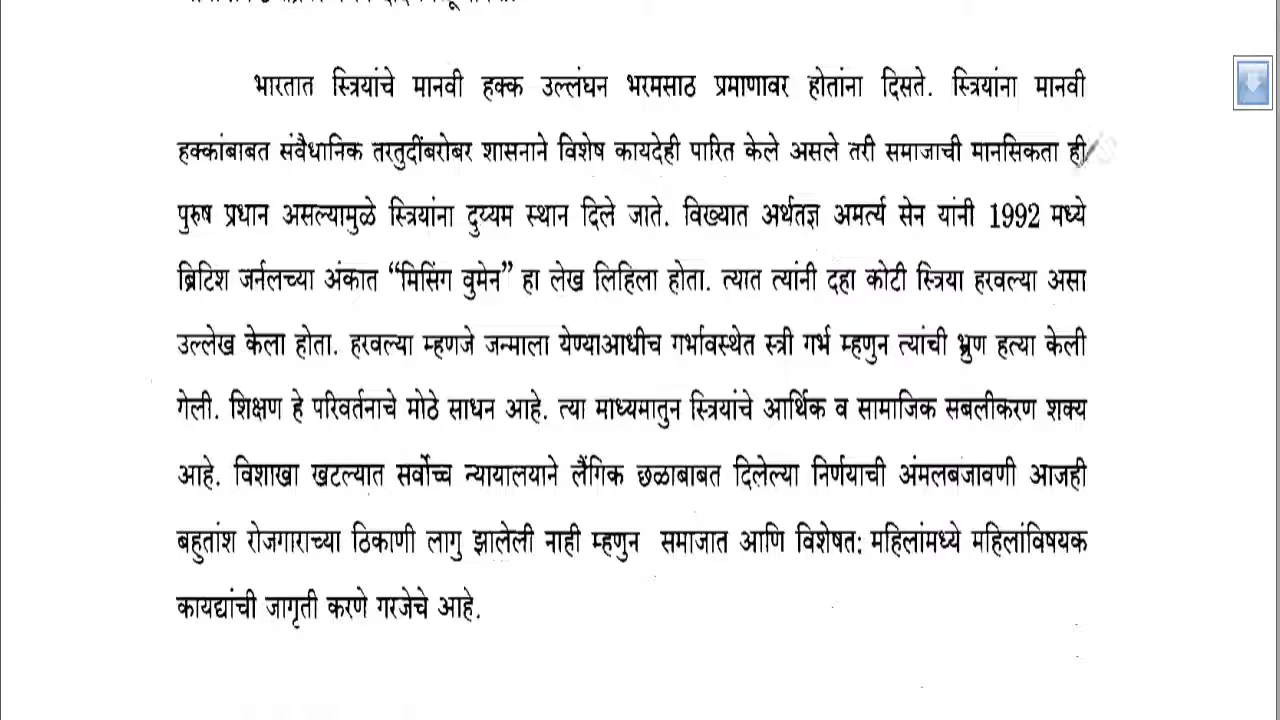 भारतात स्त्रियांचे मानवी हक्क उल्लंघन भरमसाठ प्रमाणावर होतांना दिसते. स्त्रियांना मानवी
हक्कांबाबत संवैधानिक तरतुदींबरोबर शासनाने विशेष कायदेही पारित केले असले तरी समाजाची मानसिकता ही
पुरुष प्रधान असल्यामुळे स्त्रियांना दुय्यम स्थान दिले जाते. विख्यात अर्थतज्ञ अमर्त्य सेन यांनी 1992 मध्ये
ब्रिटिश जर्नलच्या अंकात “मिसिंग वुमेन” हा लेख लिहिला होता. त्यात त्यांनी दहा कोटी स्त्रिया हरवल्या असा
उल्लेख केला होता. हरवल्या म्हणजे जन्माला येण्याआधीच गर्भावस्थेत स्त्री गर्भ म्हणुन त्यांची भ्रुण हत्या केली
गेली. शिक्षण हे परिवर्तनाचे मोठे साधन आहे. त्या माध्यमातुन स्त्रियांचे आर्थिक व सामाजिक सबलीकरण शक्य
आहे. विशाखा खटल्यात सर्वोच्च न्यायालयाने लैंगिक छळाबाबत दिलेल्या निर्णयाची अंमलबजावणी आजही
बहुतांश रोजगाराच्या ठिकाणी लागु झालेली नाही म्हणुन समाजात आणि विशेषत: महिलांमध्ये महिलांविषयक
कायद्यांची जागृती करणे गरजेचे आहे.